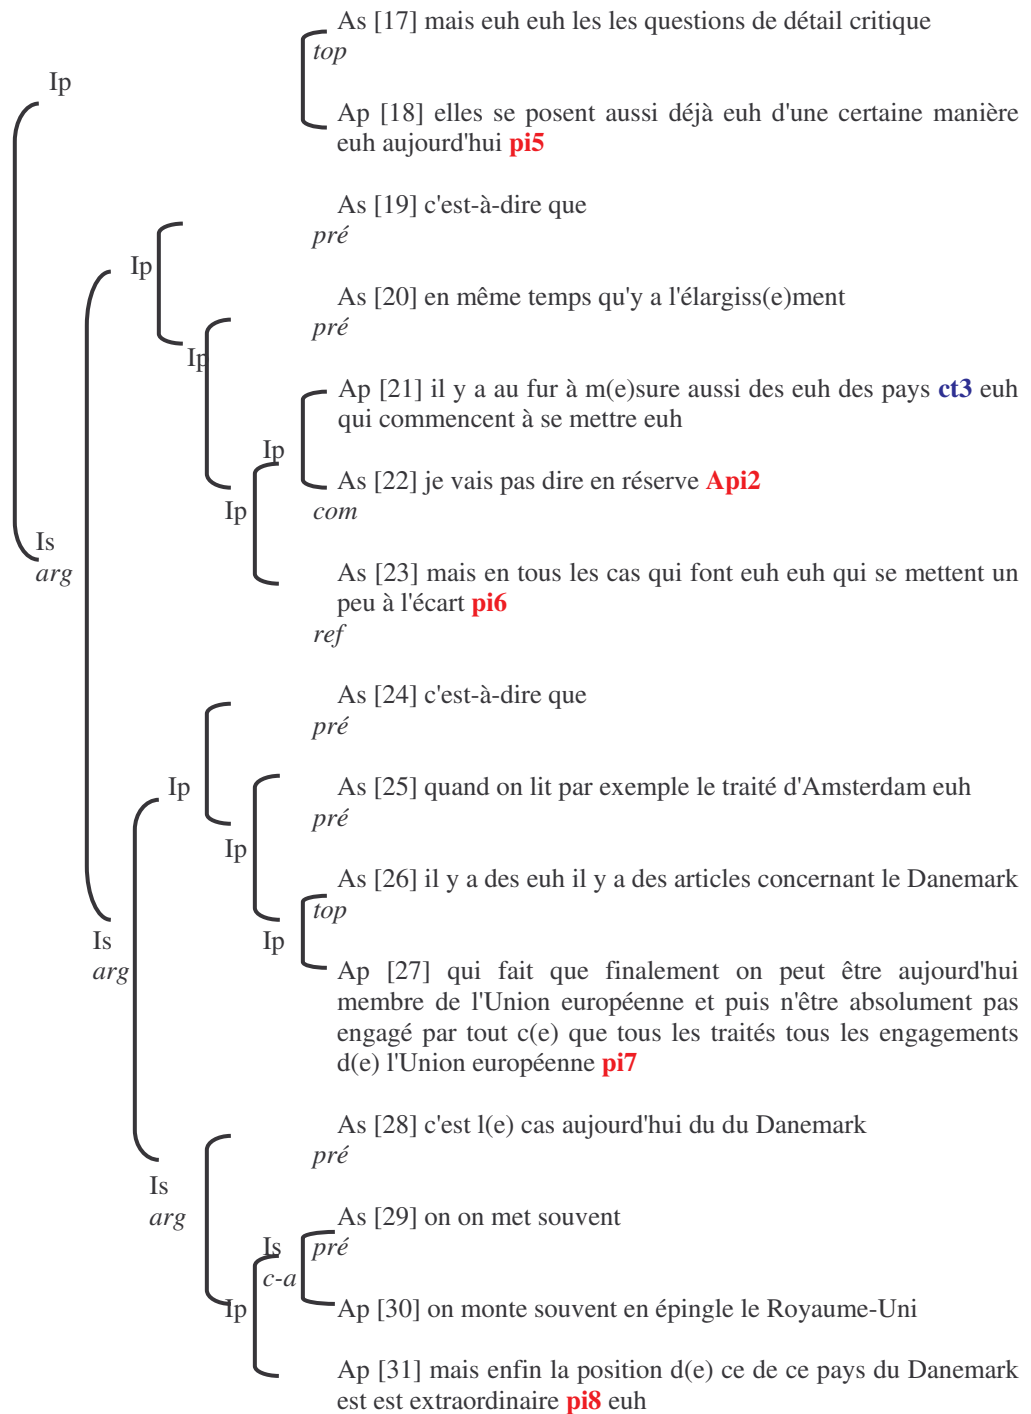 As [17] mais euh euh les les questions de détail critique
top
Ip
Ap [18] elles se posent aussi déjà euh d'une certaine manière
euh aujourd'hui pi5
As [19] c'est-à-dire que
pré
Ip
As [20] en même temps qu'y a l'élargiss(e)ment
pré
Ip
Ap [21] il y a au fur à m(e)sure aussi des euh des pays ct3 euh
qui commencent à se mettre euh
Ip
As [22] je vais pas dire en réserve Api2
com
Ip
Is
arg
As [23] mais en tous les cas qui font euh euh qui se mettent un
peu à l'écart pi6
ref
As [24] c'est-à-dire que
pré
Ip
As [25] quand on lit par exemple le traité d'Amsterdam euh
pré
Ip
As [26] il y a des euh il y a des articles concernant le Danemark
top
Ip
Is
arg
Ap [27] qui fait que finalement on peut être aujourd'hui
membre de l'Union européenne et puis n'être absolument pas
engagé par tout c(e) que tous les traités tous les engagements
d(e) l'Union européenne pi7
As [28] c'est l(e) cas aujourd'hui du du Danemark
pré
Is
arg
As [29] on on met souvent
pré
Is
c-a
Ip
Ap [30] on monte souvent en épingle le Royaume-Uni
Ap [31] mais enfin la position d(e) ce de ce pays du Danemark
est est extraordinaire pi8 euh